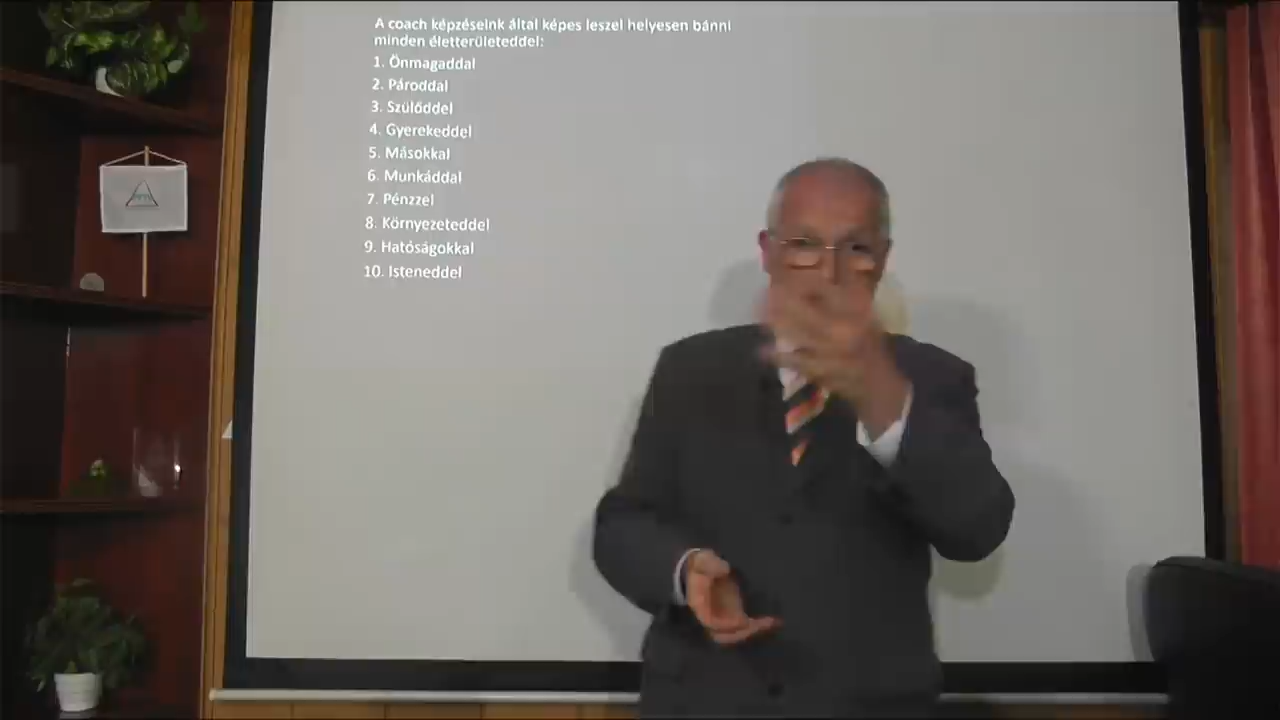 A coach képzéseink által képes leszel helyesen bánni
minden életterületeddel:
1. Önmagaddal
2. Pároddal
3. Szülőddel
4. Gyerekeddel
5. Másokkal
6. Munkáddal
7. Pénzzel
8. Környezeteddel
9. Hatóságokkal
10. Isteneddel